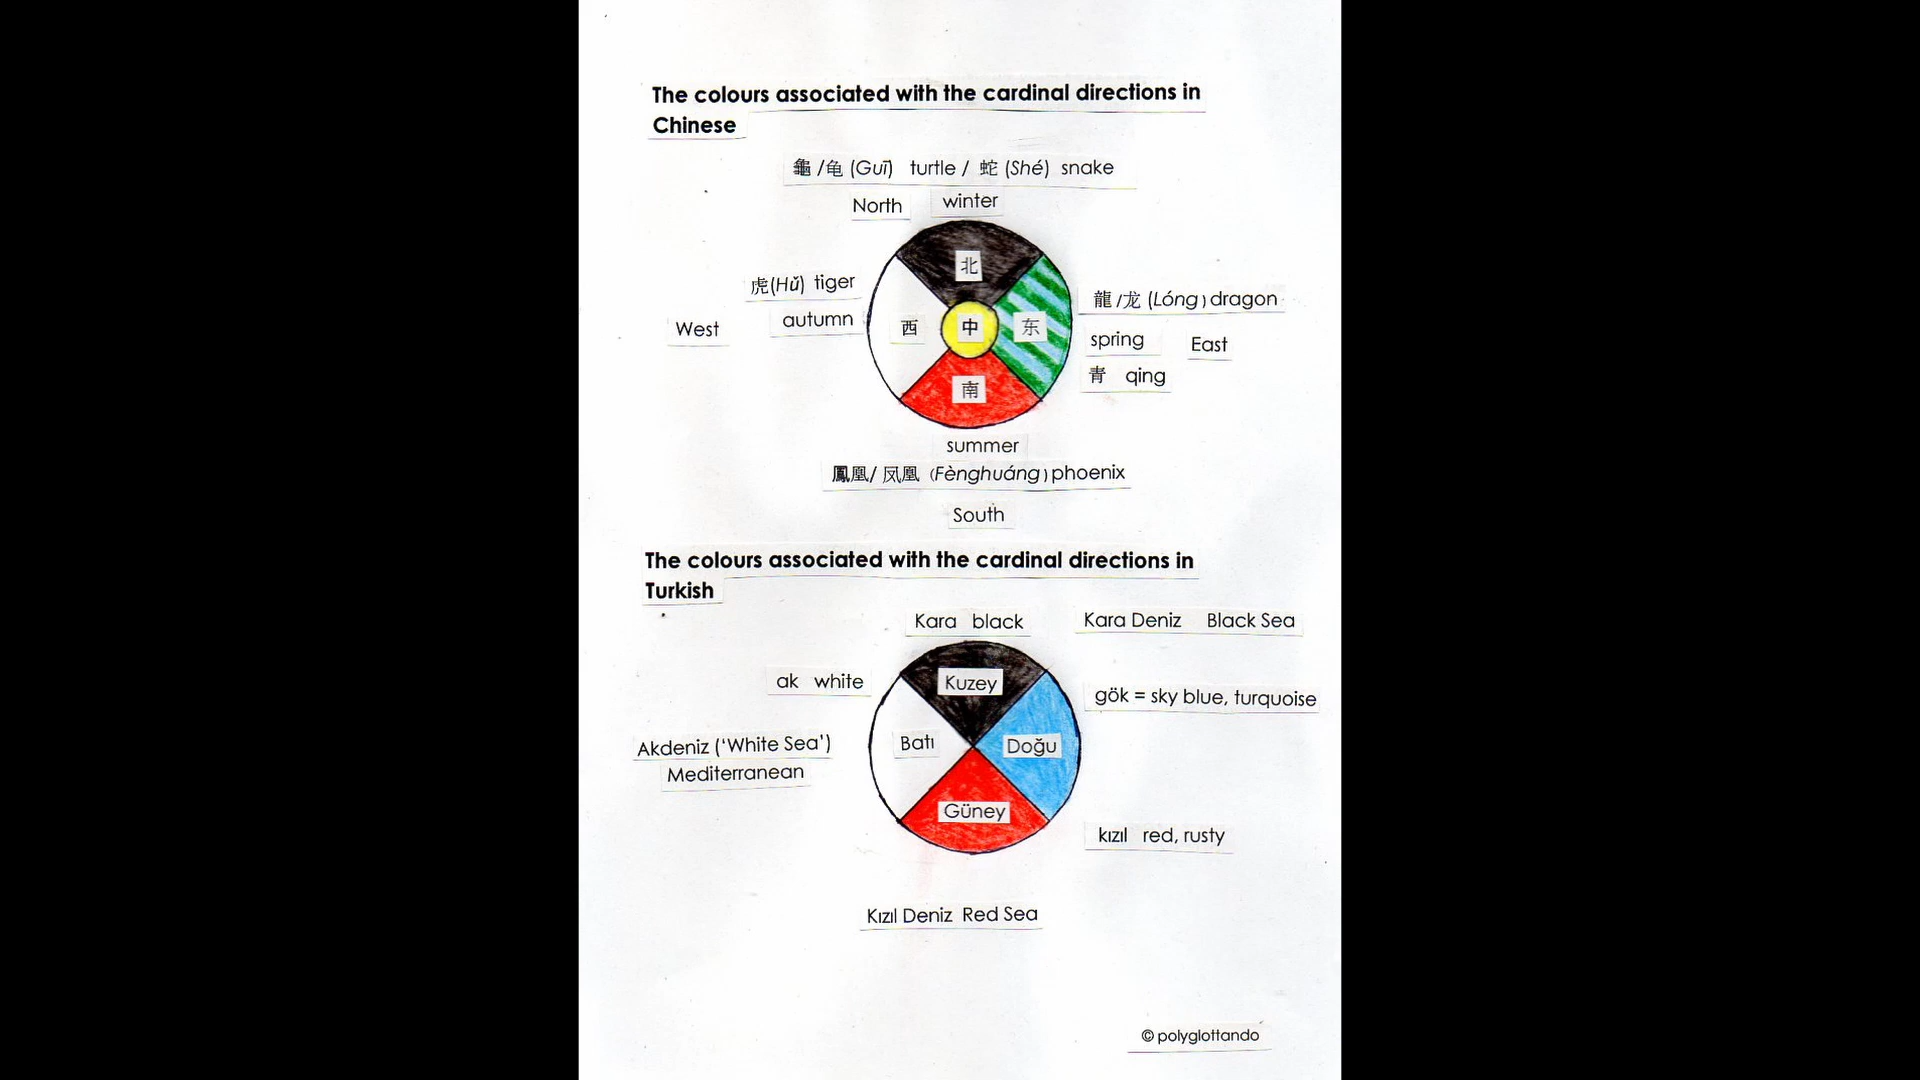 The colours associated with the cardinal directions in
Chinese
龜 /龟 (Guī) turtle / 蛇 (Shé) snake
North winter
北
虎(Hǔ) tiger
龍 /龙 (Lóng) dragon
West autumn 西 中 东 spring East
青 qing
南
summer
鳳凰/ 凤凰 (Fènghuáng) phoenix
South
The colours associated with the cardinal directions in
Turkish
Kara black Kara Deniz Black Sea
ak white Kuzey gök = sky blue, turquoise
Akdeniz (‘White Sea’) Batı Doğu
Mediterranean
Güney
kızıl red, rusty
Kızıl Deniz Red Sea
© polyglottando